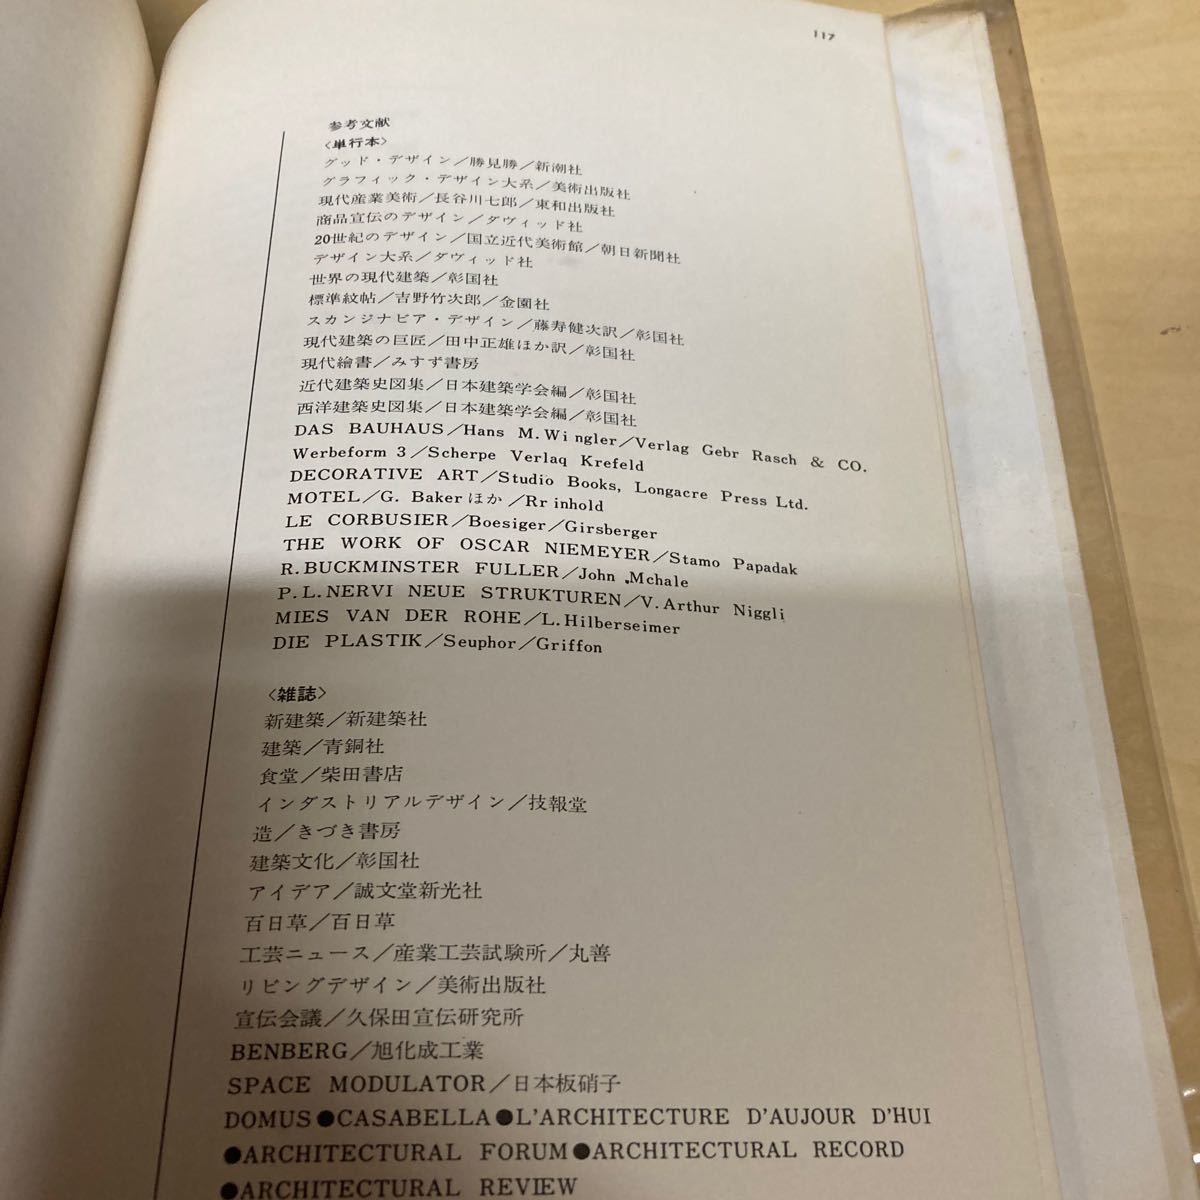 117
参考文献
〈単行本〉
グッド・デザイン／勝見勝／新潮社
グラフィック・デザイン大系／美術出版社
現代産業美術／長谷川七郎／東和出版社
商品宣伝のデザイン／ダヴィッド社
20世紀のデザイン／国立近代美術館／朝日新聞社
デザイン大系／ダヴィッド社
世界の現代建築／彰国社
標準紋帖／吉野竹次郎／金園社
スカンジナビア・デザイン／藤寿健次訳／彰国社
現代建築の巨匠／田中正雄ほか訳／彰国社
現代繪書／みすず書房
近代建築史図集／日本建築学会編／彰国社
西洋建築史図集／日本建築学会編／彰国社
DAS BAUHAUS／Hans M.Wi ngler／Verlag Gebr Rasch & CO.
Werbeform 3／Scherpe Verlaq Krefeld
DECORATIVE ART／Studio Books, Longacre Press Ltd.
MOTEL／G. Baker ほか／Rr inhold
LE CORBUSIER／Boesiger／Girsberger
THE WORK OF OSCAR NIEMEYER／Stamo Papadak
R.BUCKMINSTER FULLER／John Mchale
P.L.NERVI NEUE STRUKTUREN／V.Arthur Niggli
MIES VAN DER ROHE／L.Hilberseimer
DIE PLASTIK／Seuphor／Griffon
〈雑誌〉
新建築／新建築社
建築／青銅社
食堂／柴田書店
インダストリアルデザイン／技報堂
造／きづき書房
建築文化／彰国社
アイデア／誠文堂新光社
百日草／百日草
工芸ニュース／産業工芸試験所／丸善
リビングデザイン／美術出版社
宣伝会議／久保田宣伝研究所
BENBERG／旭化成工業
SPACE MODULATOR／日本板硝子
DOMUS●CASABELLA●L'ARCHITECTURE D'AUJOUR D'HUI
●ARCHITECTURAL FORUM●ARCHITECTURAL RECORD
●ARCHITECTURAL REVIEW